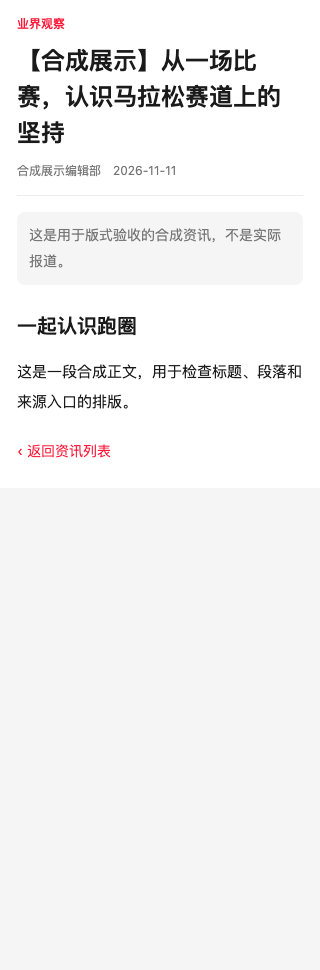 业界观察
【合成展示】从一场比
赛，认识马拉松赛道上的
坚持
合成展示编辑部 2026-11-11
这是用于版式验收的合成资讯，不是实际
报道。
一起认识跑圈
这是一段合成正文，用于检查标题、段落和
来源入口的排版。
‹ 返回资讯列表